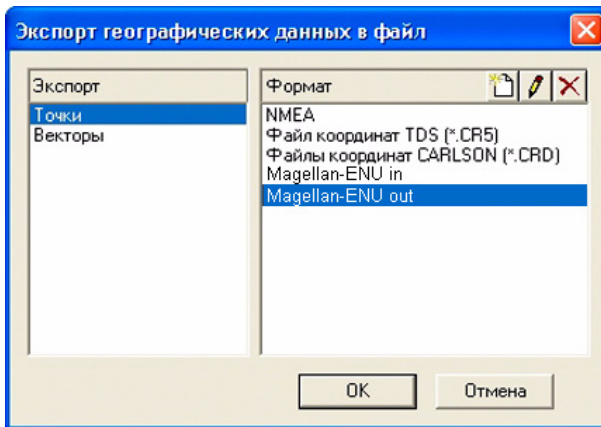 Экспорт географических данных в файл
Экспорт
Точки
Векторы
Формат
NMEA
Файл координат TDS (*.CR5)
Файлы координат CARLSON (*.CRD)
Magellan-ENU in
Magellan-ENU out
OK
Отмена